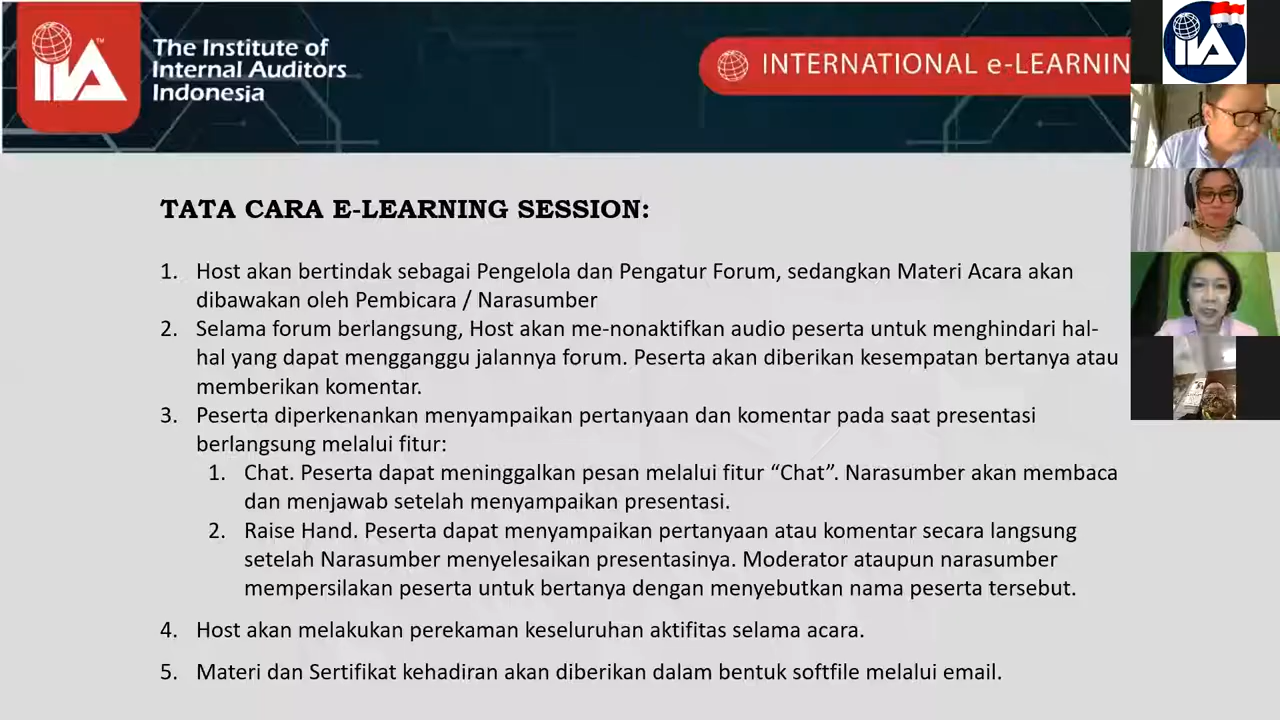 IIA
The Institute of
Internal Auditors
Indonesia
INTERNATIONAL e-LEARNIN
IIA
TATA CARA E-LEARNING SESSION:
1. Host akan bertindak sebagai Pengelola dan Pengatur Forum, sedangkan Materi Acara akan
dibawakan oleh Pembicara / Narasumber
2. Selama forum berlangsung, Host akan me-nonaktifkan audio peserta untuk menghindari hal-
hal yang dapat mengganggu jalannya forum. Peserta akan diberikan kesempatan bertanya atau
memberikan komentar.
3. Peserta diperkenankan menyampaikan pertanyaan dan komentar pada saat presentasi
berlangsung melalui fitur:
1. Chat. Peserta dapat meninggalkan pesan melalui fitur “Chat”. Narasumber akan membaca
dan menjawab setelah menyampaikan presentasi.
2. Raise Hand. Peserta dapat menyampaikan pertanyaan atau komentar secara langsung
setelah Narasumber menyelesaikan presentasinya. Moderator ataupun narasumber
mempersilakan peserta untuk bertanya dengan menyebutkan nama peserta tersebut.
4. Host akan melakukan perekaman keseluruhan aktifitas selama acara.
5. Materi dan Sertifikat kehadiran akan diberikan dalam bentuk softfile melalui email.